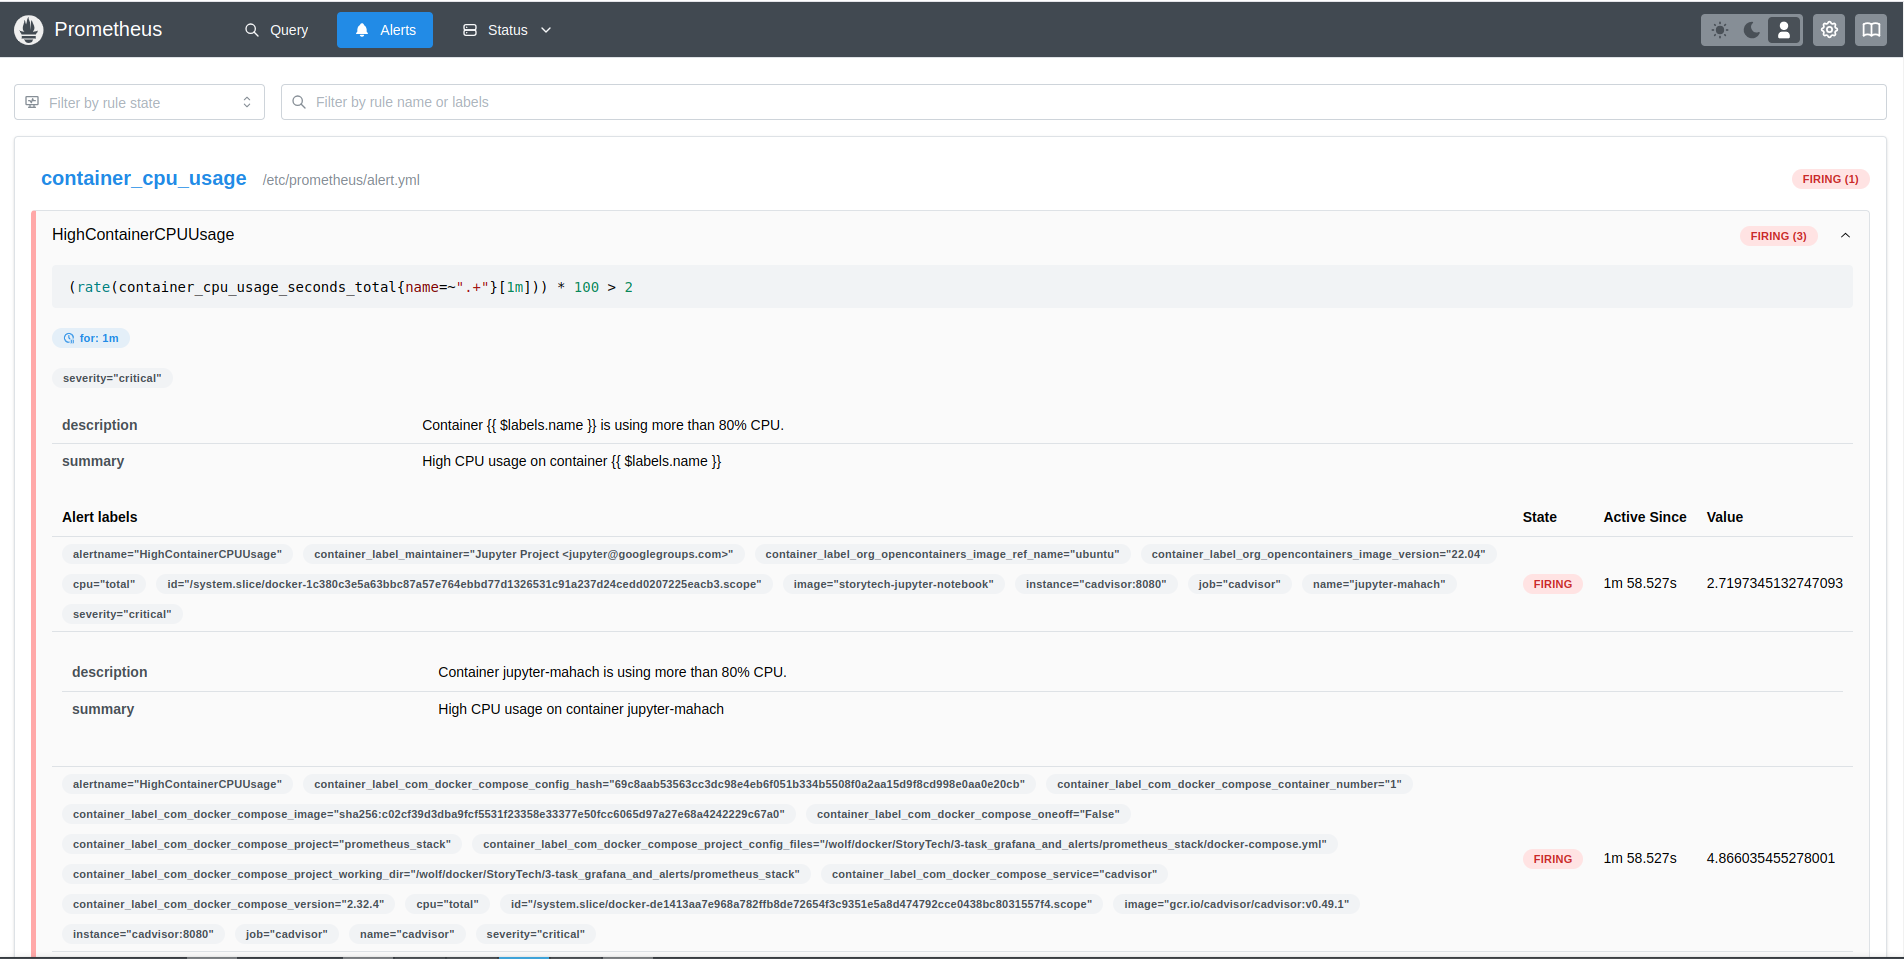 Prometheus Query Alerts Status
Filter by rule state Filter by rule name or labels
container_cpu_usage /etc/prometheus/alert.yml FIRING (1)
HighContainerCPUUsage FIRING (3)
(rate(container_cpu_usage_seconds_total{name=~".+"}[1m])) * 100 > 2
for: 1m
severity="critical"
description Container {{ $labels.name }} is using more than 80% CPU.
summary High CPU usage on container {{ $labels.name }}
Alert labels State Active Since Value
alertname="HighContainerCPUUsage" container_label_maintainer="Jupyter Project <jupyter@googlegroups.com>" container_label_org_opencontainers_image_ref_name="ubuntu" container_label_org_opencontainers_image_version="22.04"
cpu="total" id="/system.slice/docker-1c380c3e5a63bbc87a57e764ebbd77d1326531c91a237d24cedd0207225eacb3.scope" image="storytech-jupyter-notebook" instance="cadvisor:8080" job="cadvisor" name="jupyter-mahach" FIRING 1m 58.527s 2.7197345132747093
severity="critical"
description Container jupyter-mahach is using more than 80% CPU.
summary High CPU usage on container jupyter-mahach
alertname="HighContainerCPUUsage" container_label_com_docker_compose_config_hash="69c8aab53563cc3dc98e4eb6f051b334b5508f0a2aa15d9f8cd998e0aa0e20cb" container_label_com_docker_compose_container_number="1"
container_label_com_docker_compose_image="sha256:c02cf39d3dba9fcf5531f23358e33377e50fcc6065d97a27e68a4242229c67a0" container_label_com_docker_compose_oneoff="False"
container_label_com_docker_compose_project="prometheus_stack" container_label_com_docker_compose_project_config_files="/wolf/docker/StoryTech/3-task_grafana_and_alerts/prometheus_stack/docker-compose.yml"
container_label_com_docker_compose_project_working_dir="/wolf/docker/StoryTech/3-task_grafana_and_alerts/prometheus_stack" container_label_com_docker_compose_service="cadvisor" FIRING 1m 58.527s 4.866035455278001
container_label_com_docker_compose_version="2.32.4" cpu="total" id="/system.slice/docker-de1413aa7e968a782ffb8de72654f3c9351e5a8d474792cce0438bc8031557f4.scope" image="gcr.io/cadvisor/cadvisor:v0.49.1"
instance="cadvisor:8080" job="cadvisor" name="cadvisor" severity="critical"